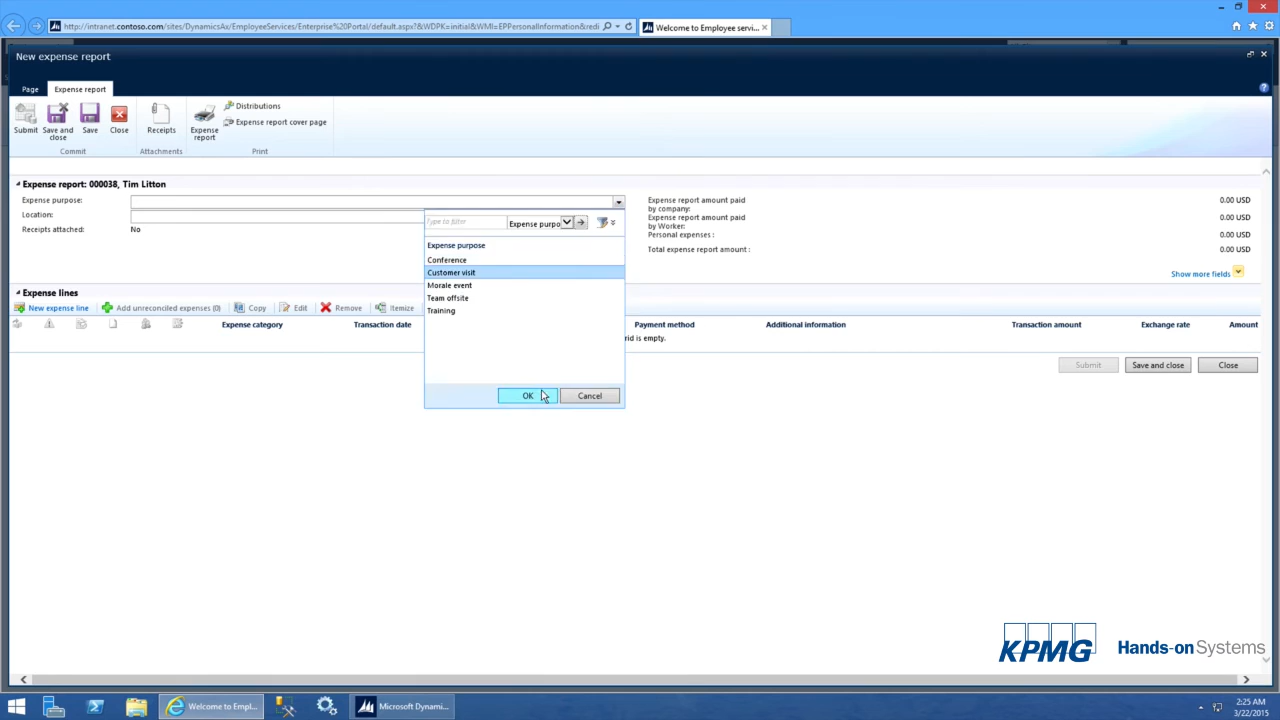 http://intranet.contoso.com/sites/DynamicsAx/EmployeeServices/Enterprise%20Portal/default.aspx?&WDPK=initial&WMI=EPPersonalInformation&redi
Welcome to Employee servi...
New expense report
Page
Expense report
Submit
Save and close
Save
Close
Receipts
Expense report
Distributions
Expense report cover page
Commit
Attachments
Print
Expense report: 000038, Tim Litton
Expense purpose:
Location:
Receipts attached:
No
Type to filter
Expense purpo
Expense purpose
Conference
Customer visit
Morale event
Team offsite
Training
OK
Cancel
Expense report amount paid by company:
0.00 USD
Expense report amount paid by Worker:
0.00 USD
Personal expenses :
0.00 USD
Total expense report amount :
0.00 USD
Show more fields
Expense lines
New expense line
Add unreconciled expenses (0)
Copy
Edit
Remove
Itemize
Expense category
Transaction date
Payment method
Additional information
Transaction amount
Exchange rate
Amount
rid is empty.
Submit
Save and close
Close
KPMG
Hands-on Systems
Welcome to Empl...
Microsoft Dynami...
2:25 AM
3/22/2015